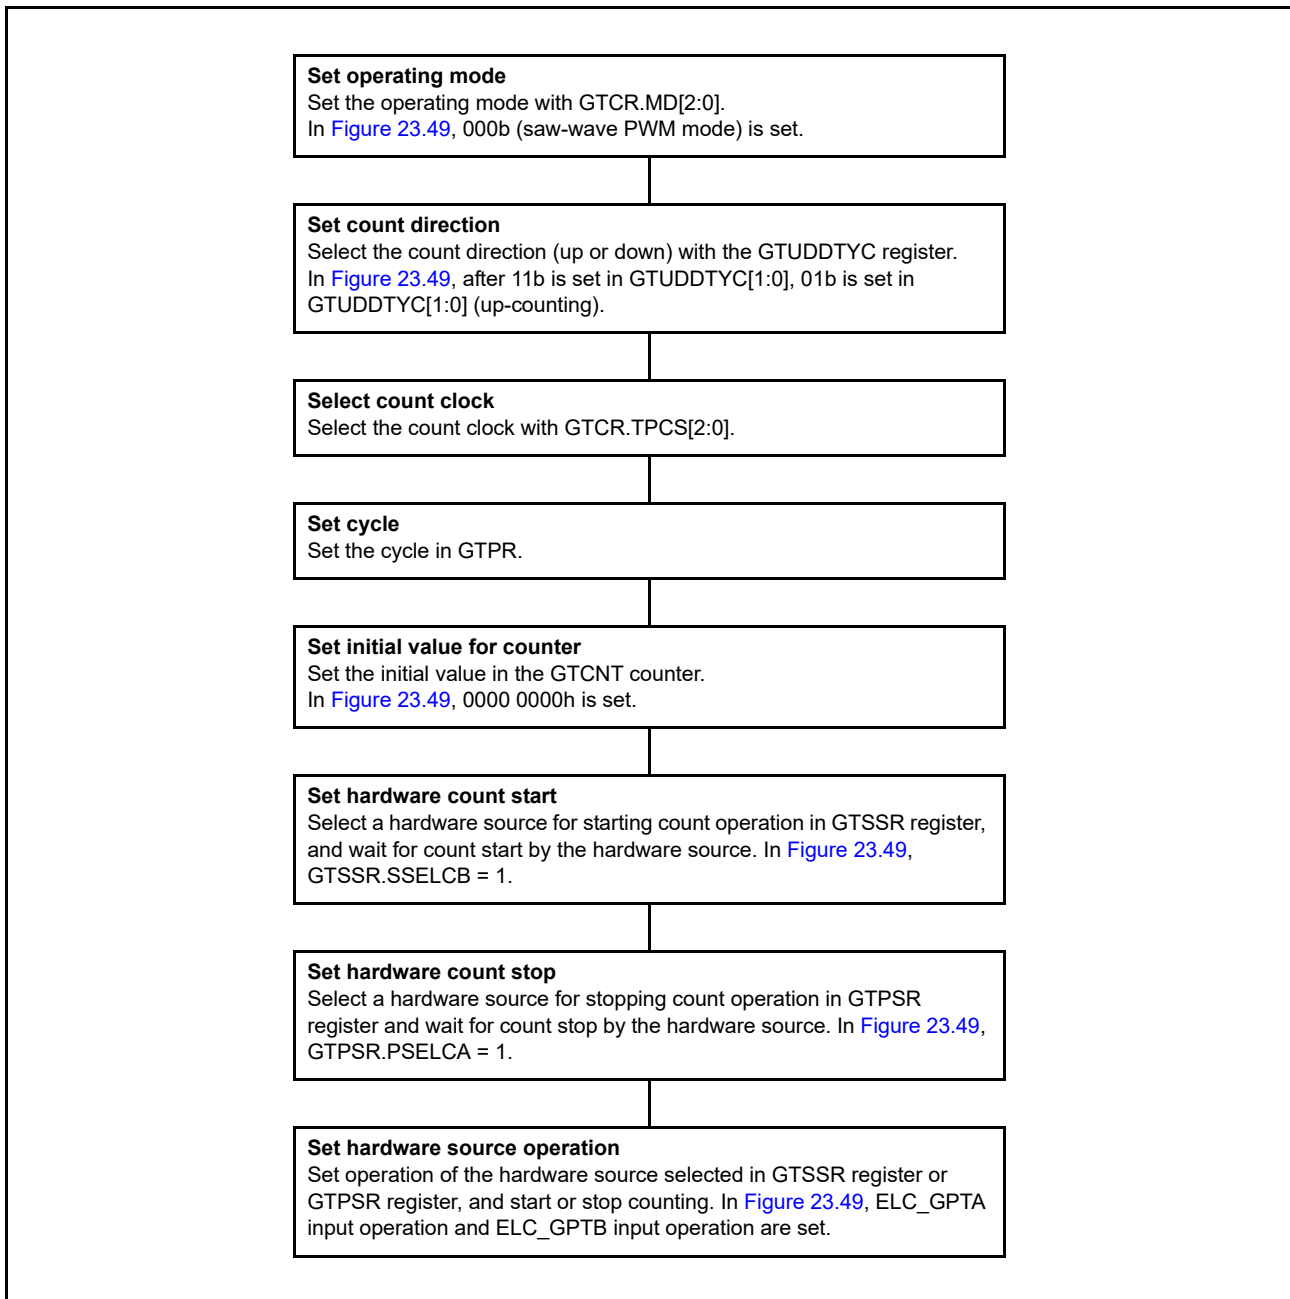 Set operating mode
Set the operating mode with GTCR.MD[2:0].
In Figure 23.49, 000b (saw-wave PWM mode) is set.
Set count direction
Select the count direction (up or down) with the GTUDDTYC register.
In Figure 23.49, after 11b is set in GTUDDTYC[1:0], 01b is set in
GTUDDTYC[1:0] (up-counting).
Select count clock
Select the count clock with GTCR.TPCS[2:0].
Set cycle
Set the cycle in GTPR.
Set initial value for counter
Set the initial value in the GTCNT counter.
In Figure 23.49, 0000 0000h is set.
Set hardware count start
Select a hardware source for starting count operation in GTSSR register,
and wait for count start by the hardware source. In Figure 23.49,
GTSSR.SSELCB = 1.
Set hardware count stop
Select a hardware source for stopping count operation in GTPSR
register and wait for count stop by the hardware source. In Figure 23.49,
GTPSR.PSELCA = 1.
Set hardware source operation
Set operation of the hardware source selected in GTSSR register or
GTPSR register, and start or stop counting. In Figure 23.49, ELC_GPTA
input operation and ELC_GPTB input operation are set.